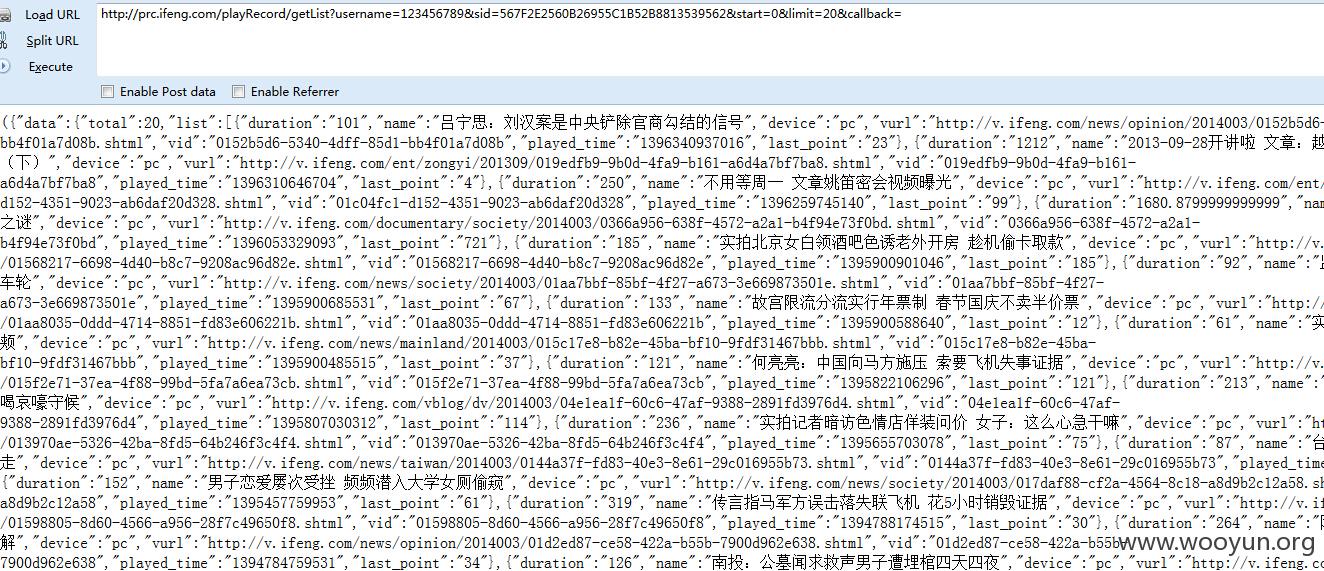 Load URL
http://prc.ifeng.com/playRecord/getList?username=123456789&sid=567F2E2560B26955C1B52B8813539562&start=0&limit=20&callback=
Split URL
Execute
Enable Post data Enable Referrer
({"data":{"total":20,"list":[{"duration":"101","name":"吕宁思：刘汉案是中央铲除官商勾结的信号","device":"pc","vurl":"http://v.ifeng.com/news/opinion/2014003/0152b5d6-
bb4f01a7d08b.shtml","vid":"0152b5d6-5340-4dff-85d1-bb4f01a7d08b","played_time":"1396340937016","last_point":"23"},{"duration":"1212","name":"2013-09-28开讲啦 文章：越
（下）","device":"pc","vurl":"http://v.ifeng.com/ent/zongyi/201309/019edfb9-9b0d-4fa9-b161-a6d4a7bf7ba8.shtml","vid":"019edfb9-9b0d-4fa9-b161-
a6d4a7bf7ba8","played_time":"1396310646704","last_point":"4"},{"duration":"250","name":"不用等周一 文章姚笛密会视频曝光","device":"pc","vurl":"http://v.ifeng.com/ent/
d152-4351-9023-ab6daf20d328.shtml","vid":"01c04fc1-d152-4351-9023-ab6daf20d328","played_time":"1396259745140","last_point":"99"},{"duration":"1680.8799999999999","nam
之谜","device":"pc","vurl":"http://v.ifeng.com/documentary/society/2014003/0366a956-638f-4572-a2a1-b4f94e73f0bd.shtml","vid":"0366a956-638f-4572-a2a1-
b4f94e73f0bd","played_time":"1396053329093","last_point":"721"},{"duration":"185","name":"实拍北京女白领酒吧色诱老外开房 趁机偷卡取款","device":"pc","vurl":"http://v.
/01568217-6698-4d40-b8c7-9208ac96d82e.shtml","vid":"01568217-6698-4d40-b8c7-9208ac96d82e","played_time":"1395900901046","last_point":"185"},{"duration":"92","name":"
车轮","device":"pc","vurl":"http://v.ifeng.com/news/society/2014003/01aa7bbf-85bf-4f27-a673-3e669873501e.shtml","vid":"01aa7bbf-85bf-4f27-
a673-3e669873501e","played_time":"1395900685531","last_point":"67"},{"duration":"133","name":"故宫限流分流实行年票制 春节国庆不卖半价票","device":"pc","vurl":"http://v.
/01aa8035-0ddd-4714-8851-fd83e606221b.shtml","vid":"01aa8035-0ddd-4714-8851-fd83e606221b","played_time":"1395900588640","last_point":"12"},{"duration":"61","name":"实
颊","device":"pc","vurl":"http://v.ifeng.com/news/mainland/2014003/015c17e8-b82e-45ba-bf10-9fdf31467bbb.shtml","vid":"015c17e8-b82e-45ba-
bf10-9fdf31467bbb","played_time":"1395900485515","last_point":"37"},{"duration":"121","name":"何亮亮：中国向马方施压 索要飞机失事证据","device":"pc","vurl":"http://v.
/015f2e71-37ea-4f88-99bd-5fa7a6ea73cb.shtml","vid":"015f2e71-37ea-4f88-99bd-5fa7a6ea73cb","played_time":"1395822106296","last_point":"121"},{"duration":"213","name":"
喝哀嚎守候","device":"pc","vurl":"http://v.ifeng.com/vblog/dv/2014003/04e1ea1f-60c6-47af-9388-2891fd3976d4.shtml","vid":"04e1ea1f-60c6-47af-
9388-2891fd3976d4","played_time":"1395807030312","last_point":"114"},{"duration":"236","name":"实拍记者暗访色情店佯装问价 女子：这么心急干嘛","device":"pc","vurl":"ht
/013970ae-5326-42ba-8fd5-64b246f3c4f4.shtml","vid":"013970ae-5326-42ba-8fd5-64b246f3c4f4","played_time":"1395655703078","last_point":"75"},{"duration":"87","name":"台
走","device":"pc","vurl":"http://v.ifeng.com/news/taiwan/2014003/0144a37f-fd83-40e3-8e61-29c016955b73.shtml","vid":"0144a37f-fd83-40e3-8e61-29c016955b73","played_time
{"duration":"152","name":"男子恋爱屡次受挫 频频潜入大学女厕偷窥","device":"pc","vurl":"http://v.ifeng.com/news/society/2014003/017daf88-cf2a-4564-8c18-a8d9b2c12a58.sh
a8d9b2c12a58","played_time":"1395457759953","last_point":"61"},{"duration":"319","name":"传言指马军方误击落失联飞机 花5小时销毁证据","device":"pc","vurl":"http://v.i
/01598805-8d60-4566-a956-28f7c49650f8.shtml","vid":"01598805-8d60-4566-a956-28f7c49650f8","played_time":"1394788174515","last_point":"30"},{"duration":"264","name":"
解","device":"pc","vurl":"http://v.ifeng.com/news/opinion/2014003/01d2ed87-ce58-422a-b55b-7900d962e638.shtml","vid":"01d2ed87-ce58-422a-b55b-
7900d962e638","played_time":"1394784759531","last_point":"34"},{"duration":"126","name":"南投：公墓闻求救声男子遭埋棺四天四夜","device":"pc","vurl":"http://v.ifeng.com
www.wooyun.org